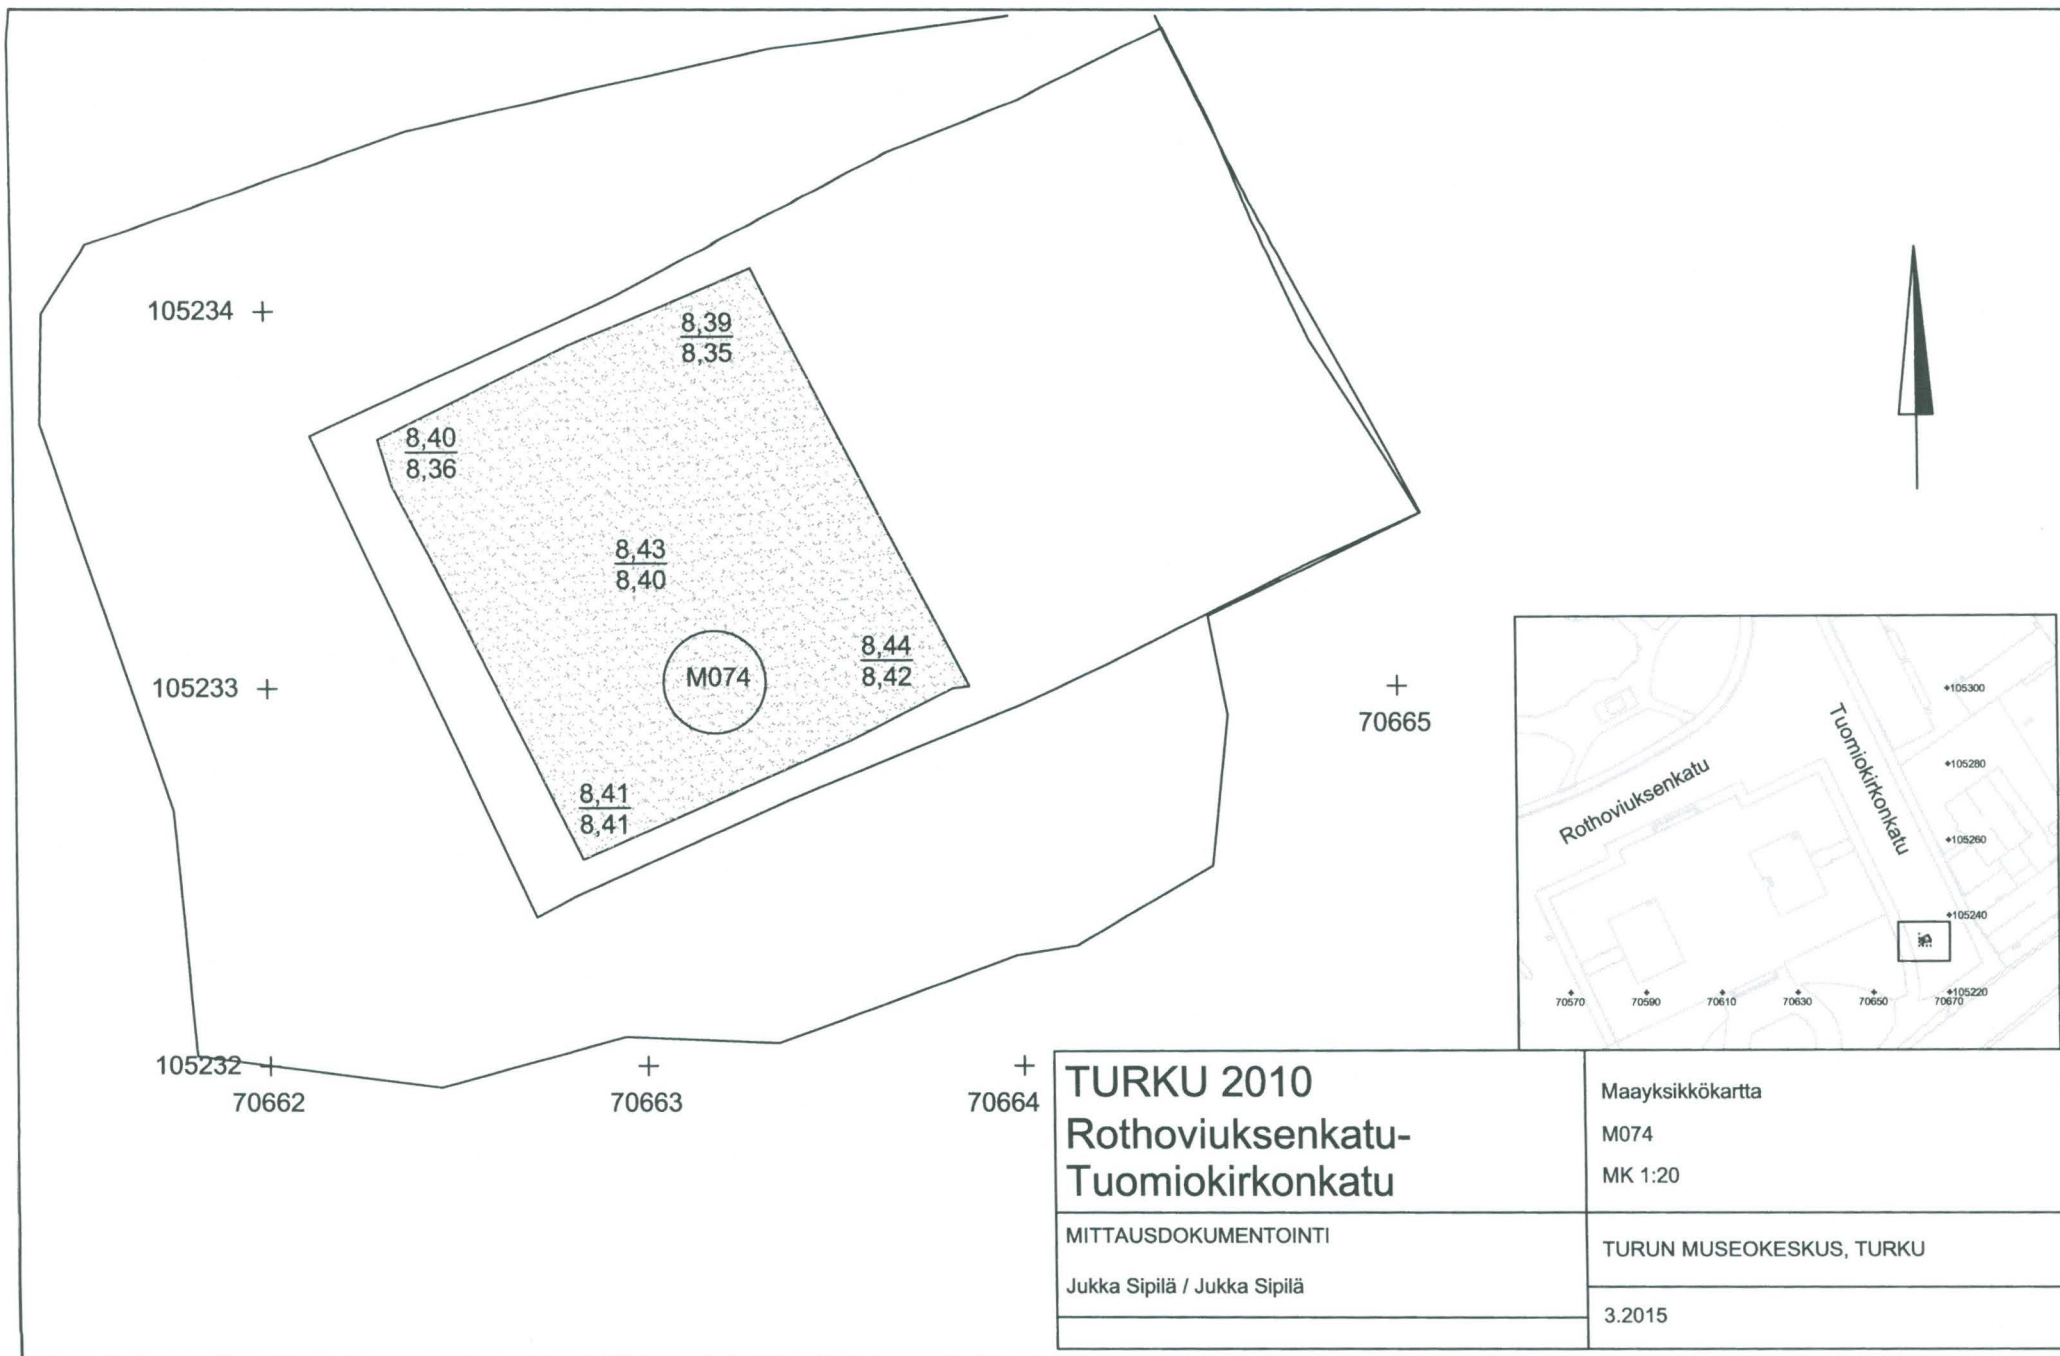 105234
8,39
8,35
8,40
8,36
8,43
8,40
M074
8,44
8,42
105233
70665
8,41
8,41
105232
70662
70663
70664
105300
105280
105260
105240
105220
Rothoviuksenkatu
Tuomiokirkonkatu
70570
70590
70610
70630
70650
70670
TURKU 2010
Rothoviuksenkatu-
Tuomiokirkonkatu
Maayksikkökartta
M074
MK 1:20
MITTAUSDOKUMENTOINTI
Jukka Sipilä / Jukka Sipilä
TURUN MUSEOKESKUS, TURKU
3.2015